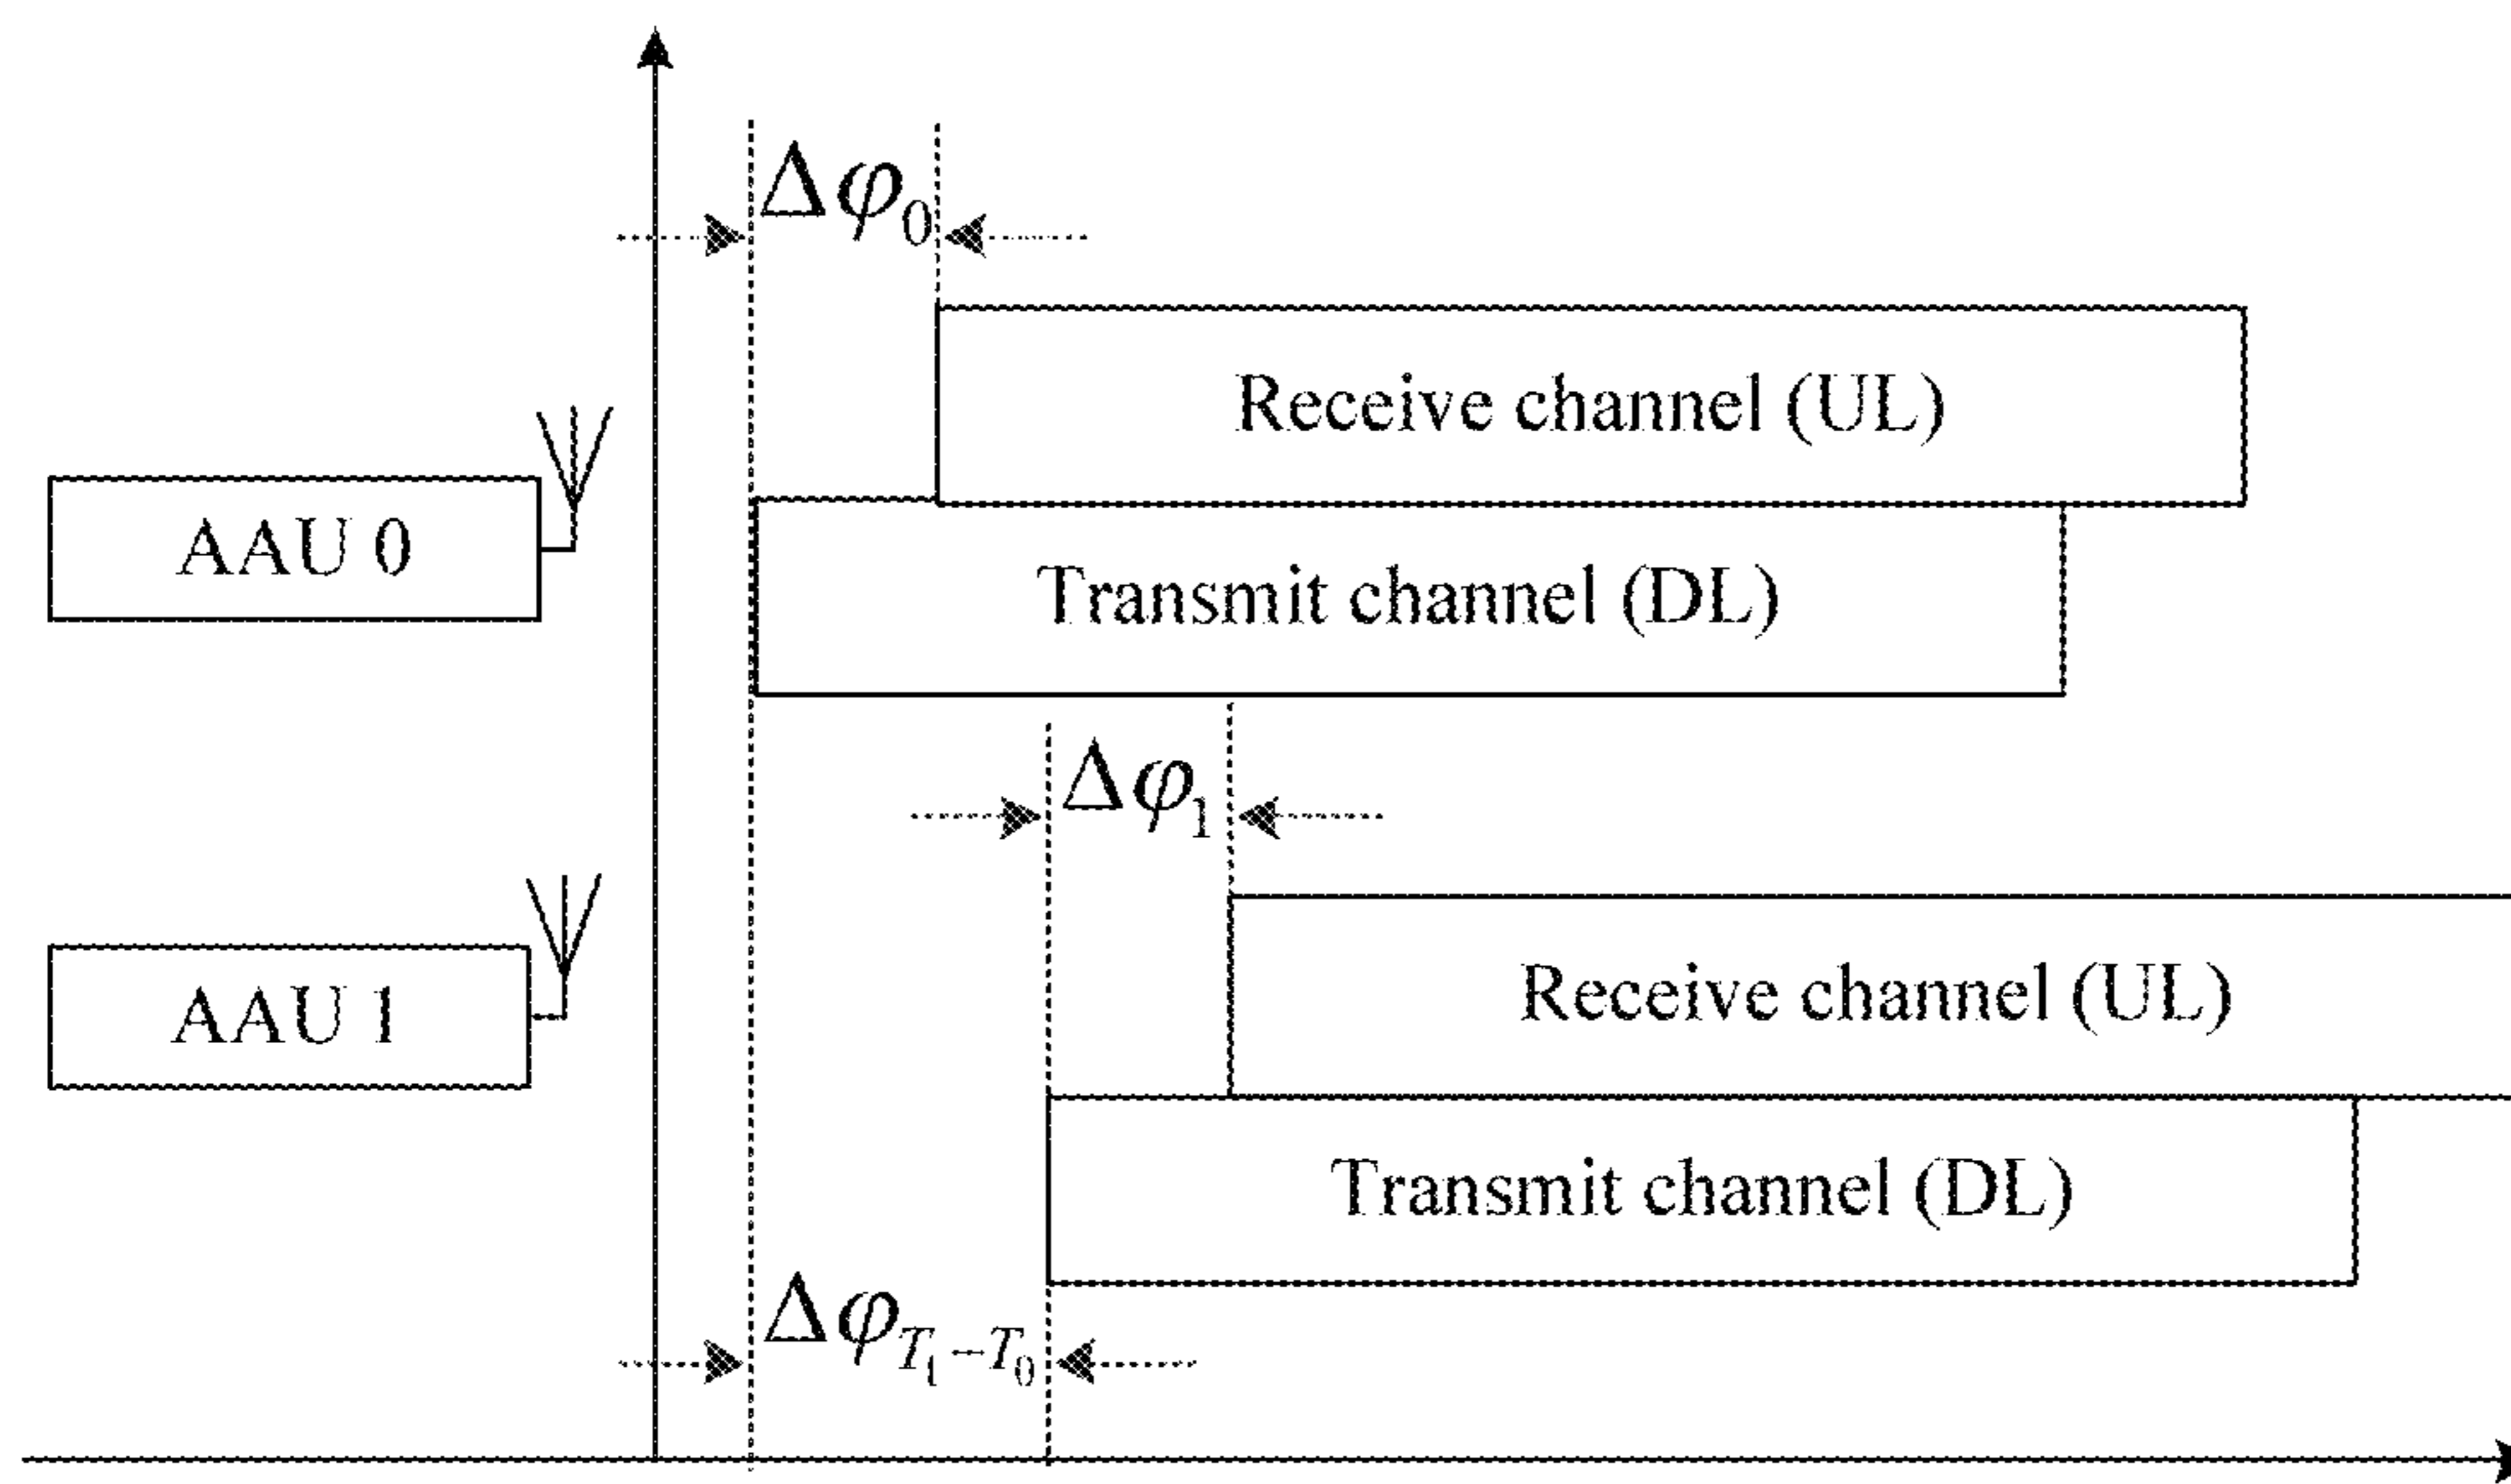 Δφ0
Receive channel (UL)
AAU 0
Transmit channel (DL)
Δφ1
AAU 1
Receive channel (UL)
Transmit channel (DL)
ΔφT1−T0